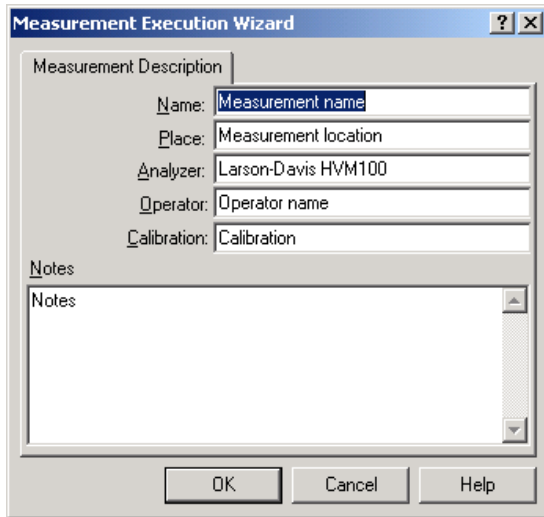 Measurement Execution Wizard
Measurement Description
Name: Measurement name
Place: Measurement location
Analyzer: Larson-Davis HVM100
Operator: Operator name
Calibration: Calibration
Notes
Notes
OK Cancel Help